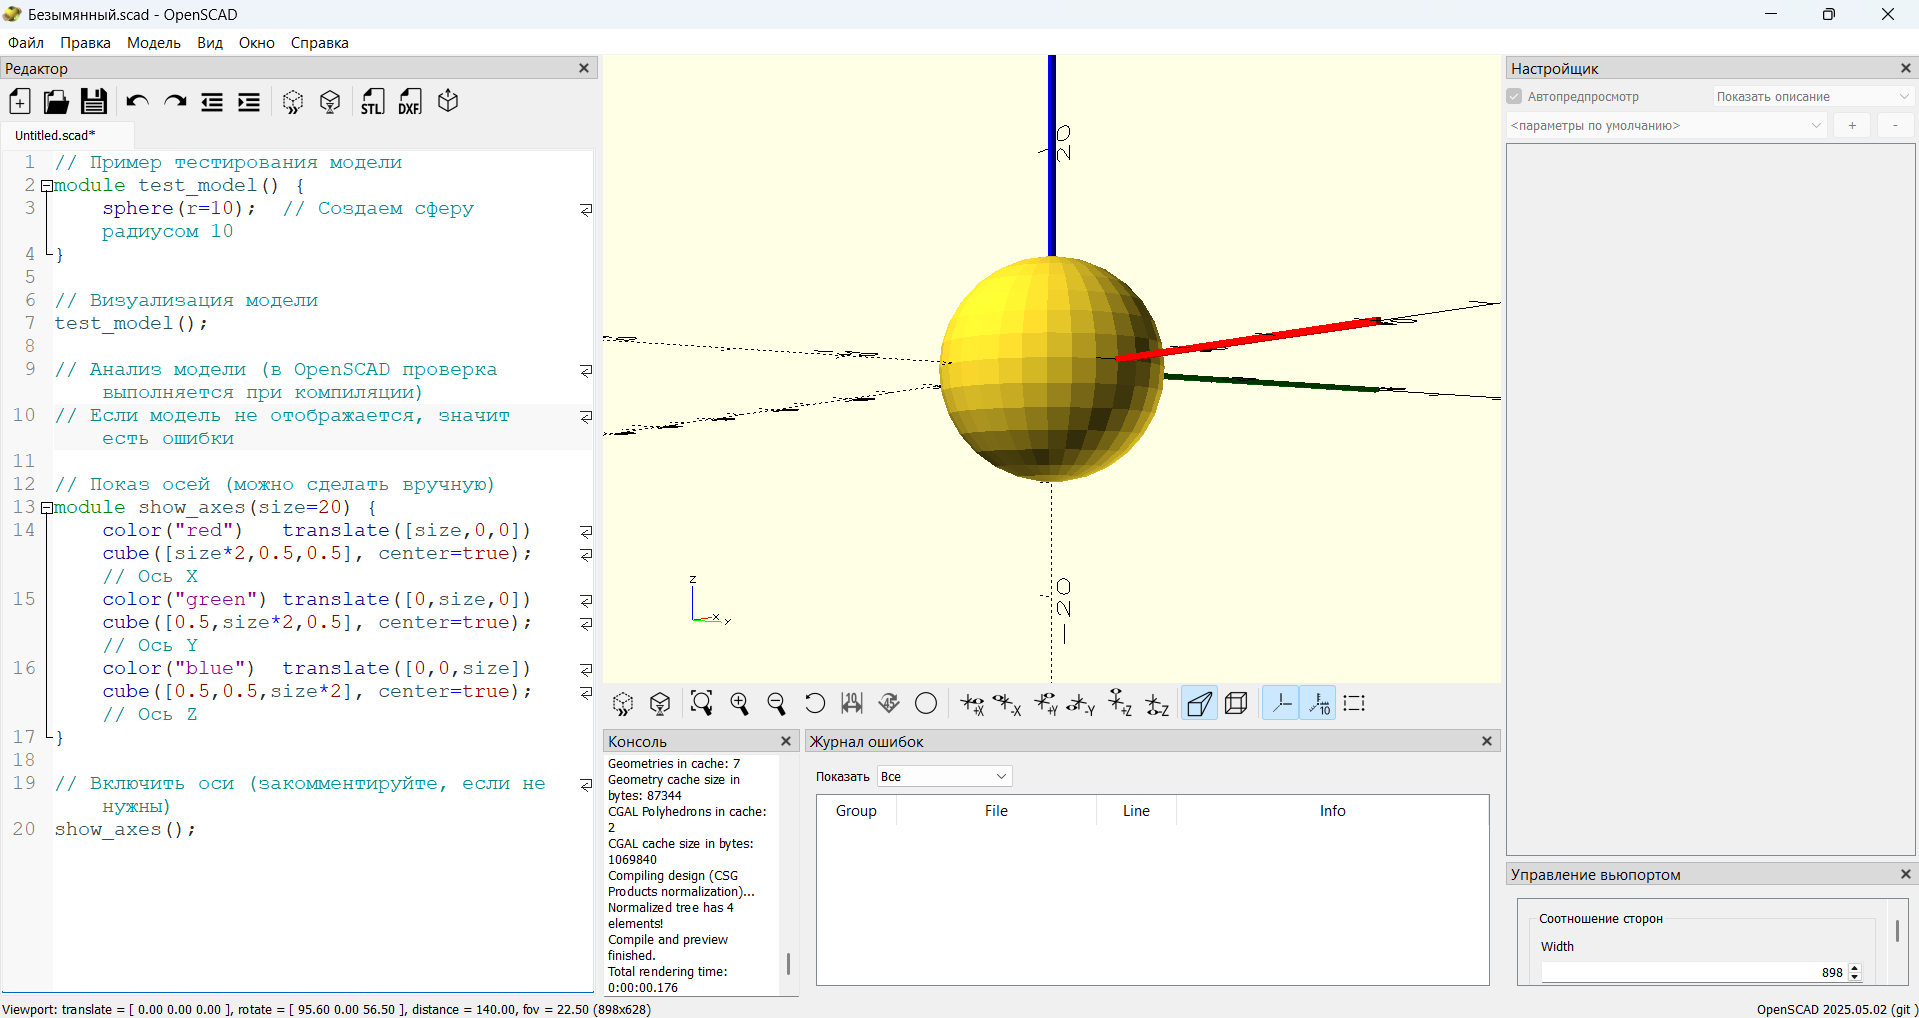 Безымянный.scad - OpenSCAD
Файл Правка Модель Вид Окно Справка
Редактор
STL DXF
Untitled.scad*
1 // Пример тестирования модели
2 module test_model() {
3 sphere(r=10); // Создаем сферу
радиусом 10
4 }
5
6 // Визуализация модели
7 test_model();
8
9 // Анализ модели (в OpenSCAD проверка
выполняется при компиляции)
10 // Если модель не отображается, значит
есть ошибки
11
12 // Показ осей (можно сделать вручную)
13 module show_axes(size=20) {
14 color("red") translate([size,0,0])
cube([size*2,0.5,0.5], center=true);
// Ось X
15 color("green") translate([0,size,0])
cube([0.5,size*2,0.5], center=true);
// Ось Y
16 color("blue") translate([0,0,size])
cube([0.5,0.5,size*2], center=true);
// Ось Z
17 }
18
19 // Включить оси (закомментируйте, если не
нужны)
20 show_axes();
20
-20
z
x
y
10 45 +X -X +Y -Y +Z -Z 10
Консоль
Geometries in cache: 7
Geometry cache size in
bytes: 87344
CGAL Polyhedrons in cache:
2
CGAL cache size in bytes:
1069840
Compiling design (CSG
Products normalization)...
Normalized tree has 4
elements!
Compile and preview
finished.
Total rendering time:
0:00:00.176
Журнал ошибок
Показать Все
Group File Line Info
Настройщик
Автопредпросмотр Показать описание
<параметры по умолчанию> + -
Управление вьюпортом
Соотношение сторон
Width
898
Viewport: translate = [ 0.00 0.00 0.00 ], rotate = [ 95.60 0.00 56.50 ], distance = 140.00, fov = 22.50 (898x628)
OpenSCAD 2025.05.02 (git )